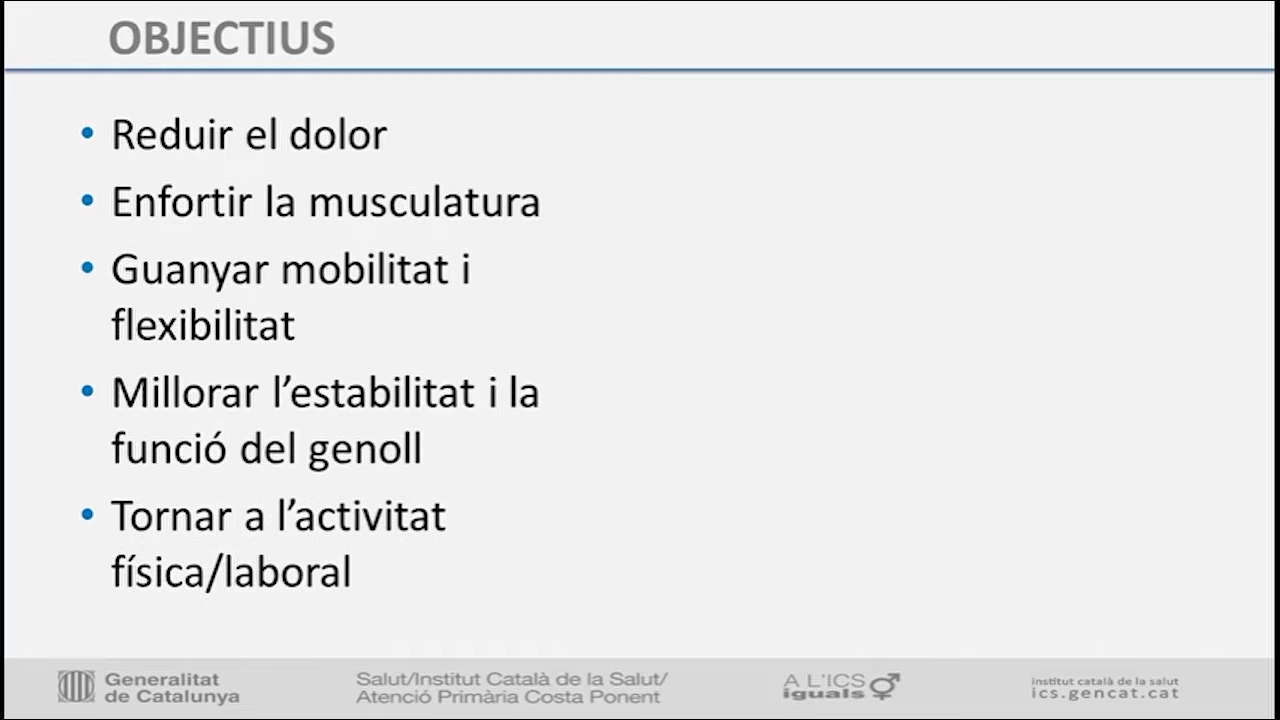 OBJECTIUS
• Reduir el dolor
• Enfortir la musculatura
• Guanyar mobilitat i
flexibilitat
• Millorar l’estabilitat i la
funció del genoll
• Tornar a l’activitat
física/laboral
Generalitat
de Catalunya
Salut/Institut Català de la Salut/
Atenció Primària Costa Ponent
A L'ICS
iguals
institut català de la salut
ics.gencat.cat